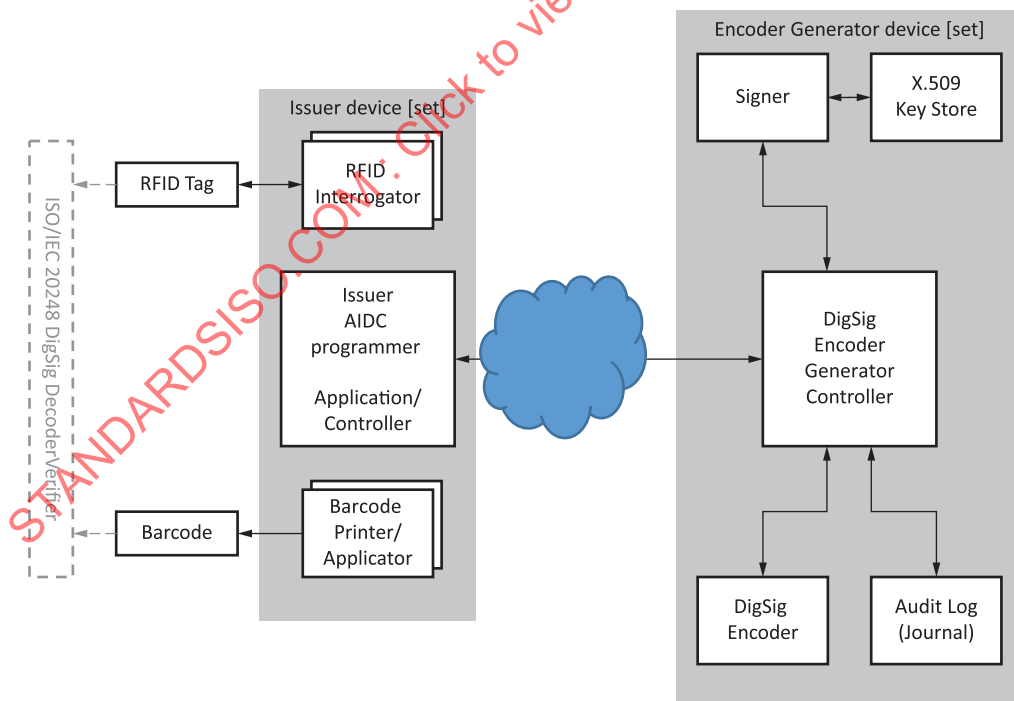 Encoder Generator device [set]
Signer
X.509
Key Store
Issuer device [set]
RFID Tag
RFID
Interrogator
ISO/IEC 20248 DigSig DecoderVerifier
Issuer
AIDC
programmer
Application/
Controller
DigSig
Encoder
Generator
Controller
Barcode
Barcode
Printer/
Applicator
DigSig
Encoder
Audit Log
(Journal)
STANDARDSISO.COM : Click to vie